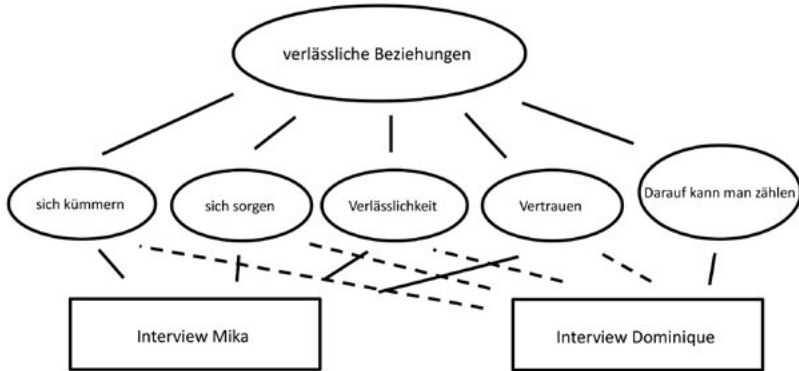 verlässliche Beziehungen
sich kümmern
sich sorgen
Verlässlichkeit
Vertrauen
Darauf kann man zählen
Interview Mika
Interview Dominique